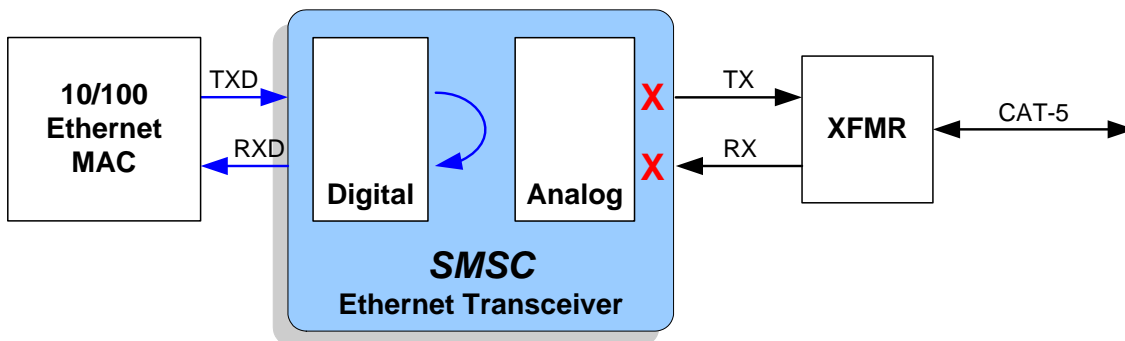 10/100
Ethernet
MAC
TXD
RXD
Digital
Analog
X
X
SMSC
Ethernet Transceiver
TX
RX
XFMR
CAT-5